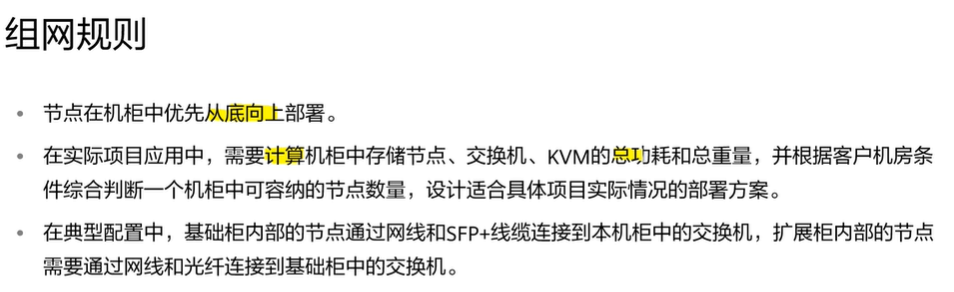 组网规则
• 节点在机柜中优先从底向上部署。
• 在实际项目应用中，需要计算机柜中存储节点、交换机、KVM的总功耗和总重量，并根据客户机房条
件综合判断一个机柜中可容纳的节点数量，设计适合具体项目实际情况的部署方案。
• 在典型配置中，基础柜内部的节点通过网线和SFP+线缆连接到本机柜中的交换机，扩展柜内部的节点
需要通过网线和光纤连接到基础柜中的交换机。